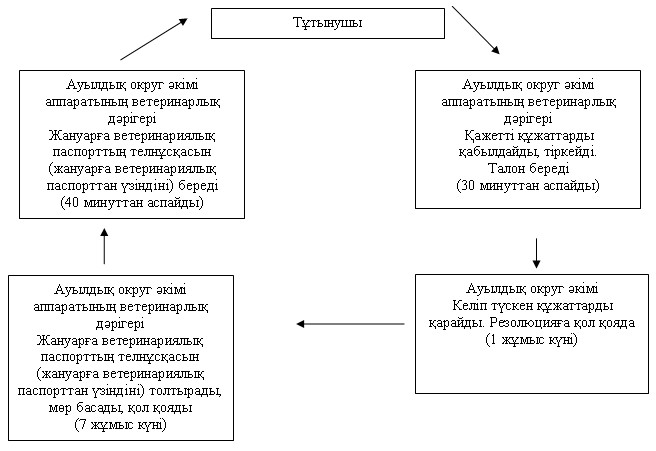 Тұтынушы
Ауылдық округ әкімі
аппаратының ветеринарлық
дәрігері
Жануарға ветеринариялық
паспорттың телнұсқасын
(жануарға ветеринариялық
паспорттан үзіндіні) береді
(40 минуттан аспайды)
Ауылдық округ әкімі
аппаратының ветеринарлық
дәрігері
Қажетті құжаттарды
қабылдайды, тіркейді.
Талон береді
(30 минуттан аспайды)
Ауылдық округ әкімі
аппаратының ветеринарлық
дәрігері
Жануарға ветеринариялық
паспорттың телнұсқасын
(жануарға ветеринариялық
паспорттан үзіндіні) толтырады,
мөр басады, қол қояды
(7 жұмыс күні)
Ауылдық округ әкімі
Келіп түскен құжаттарды
қарайды. Резолюцияға қол қояда
(1 жұмыс күні)